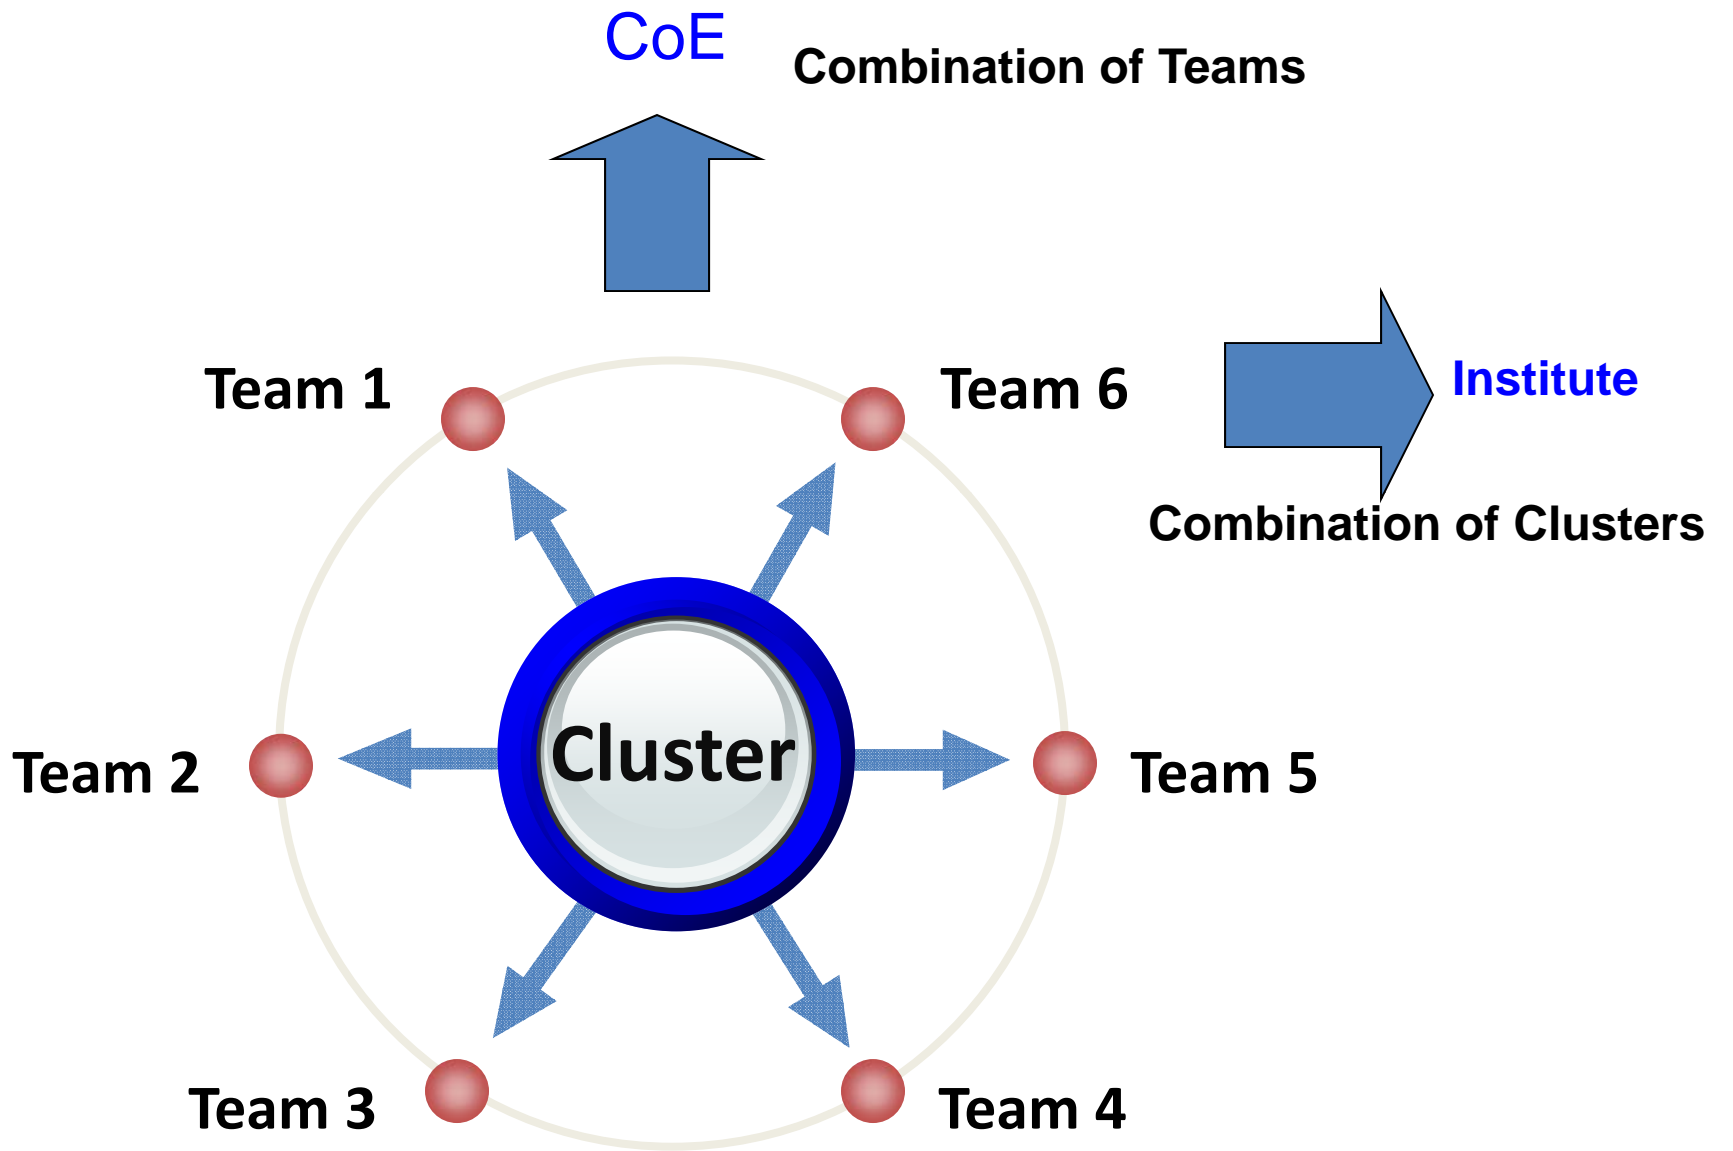 CoE
Combination of Teams
Team 1
Team 6
Institute
Combination of Clusters
Cluster
Team 2
Team 5
Team 3
Team 4